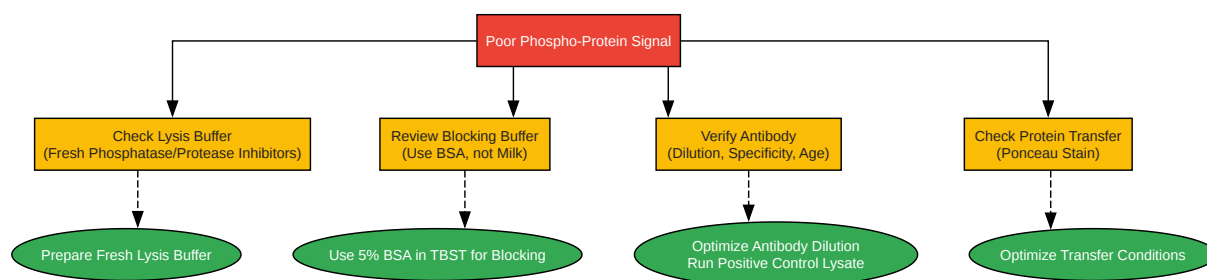 Poor Phospho-Protein Signal
Check Lysis Buffer
(Fresh Phosphatase/Protease Inhibitors)
Review Blocking Buffer
(Use BSA, not Milk)
Verify Antibody
(Dilution, Specificity, Age)
Check Protein Transfer
(Ponceau Stain)
Prepare Fresh Lysis Buffer
Use 5% BSA in TBST for Blocking
Optimize Antibody Dilution
Run Positive Control Lysate
Optimize Transfer Conditions